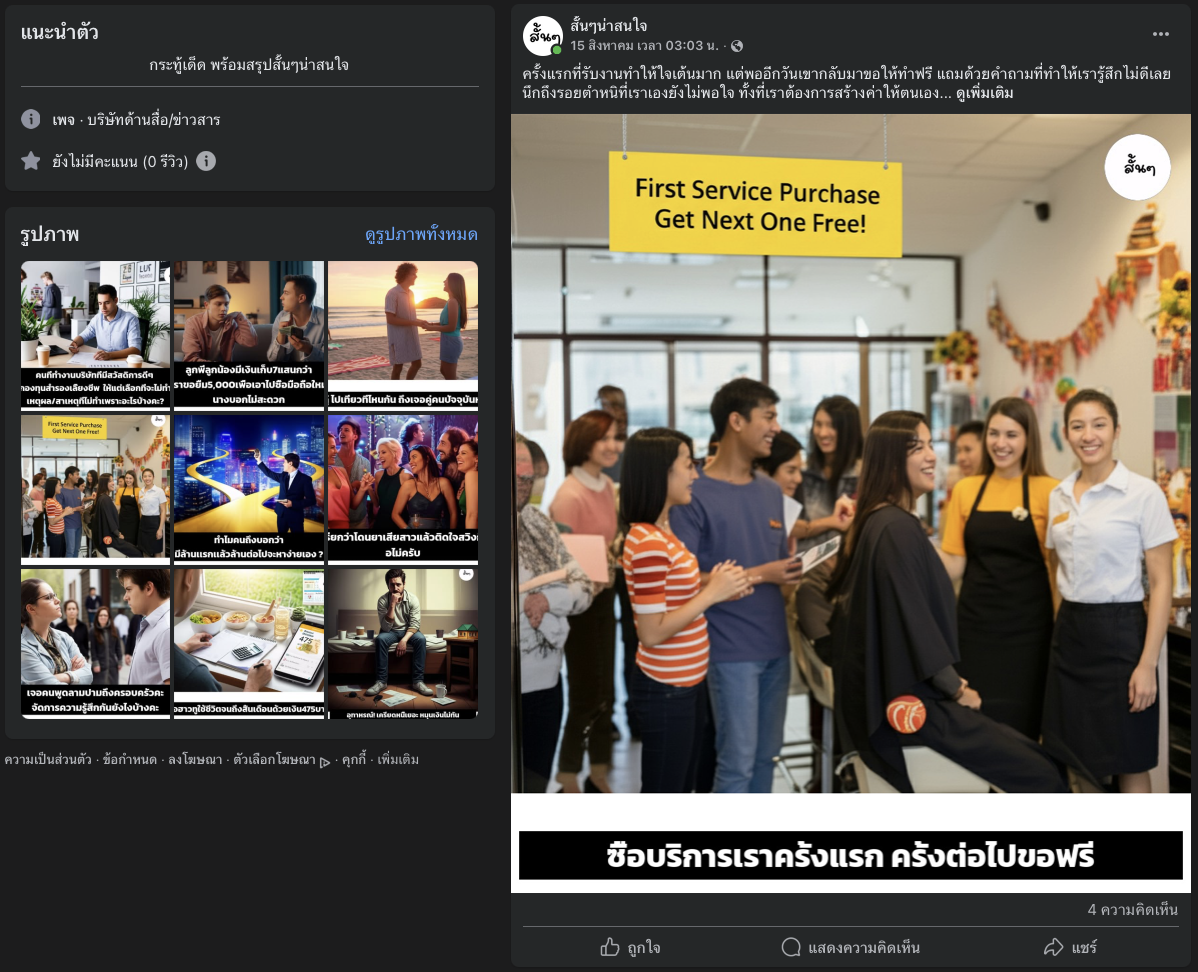 แนะนำตัว
กระทู้เด็ด พร้อมสรุปสั้นๆน่าสนใจ
เพจ · บริษัทด้านสื่อ/ข่าวสาร
ยังไม่มีคะแนน (0 รีวิว)
รูปภาพ
ดูรูปภาพทั้งหมด
คนที่ทำงานบริษัทที่มีสวัสดิการดีๆ
กองทุนสำรองเลี้ยงชีพ ให้แต่เลือกที่จะไม่ทำ
เหตุผล/สาเหตุที่ไม่ทำเพราะอะไรบ้างคะ?
ลูกพี่ลูกน้องมีเงินเก็บ7แสนกว่า
เราขอยืม5,000เพื่อเอาไปซื้อมือถือใหม่
นางบอกไม่สะดวก
ไปเที่ยวที่ไหนกัน ถึงเจอคู่คนปัจจุบัน
First Service Purchase
Get Next One Free!
สั้นๆ
ทำไมคนถึงบอกว่า
มีล้านแรกแล้วล้านต่อไปจะหาง่ายเอง ?
เรียกว่าโดนยาเสียสาวแล้วติดใจสวิง
อไม่ครับ
เจอคนพูดลามปามถึงครอบครัวคะ
จัดการความรู้สึกกันยังไงบ้างคะ
475
ใช้ชีวิตจนถึงสิ้นเดือนด้วยเงิน475บา
สั้นๆ
อุทาหรณ์! เครียดหนี้เยอะ หมุนเงินไม่ทัน
ความเป็นส่วนตัว · ข้อกำหนด · ลงโฆษณา · ตัวเลือกโฆษณา · คุกกี้ · เพิ่มเติม
สั้นๆ
สั้นๆน่าสนใจ
15 สิงหาคม เวลา 03:03 น. ·
ครั้งแรกที่รับงานทำให้ใจเต้นมาก แต่พออีกวันเขากลับมาขอให้ทำฟรี แถมด้วยคำถามที่ทำให้เรารู้สึกไม่ดีเลย
นึกถึงรอยตำหนิที่เราเองยังไม่พอใจ ทั้งที่เราต้องการสร้างค่าให้ตนเอง... ดูเพิ่มเติม
First Service Purchase
Get Next One Free!
สั้นๆ
ซื้อบริการเราครั้งแรก ครั้งต่อไปขอฟรี
4 ความคิดเห็น
ถูกใจ
แสดงความคิดเห็น
แชร์